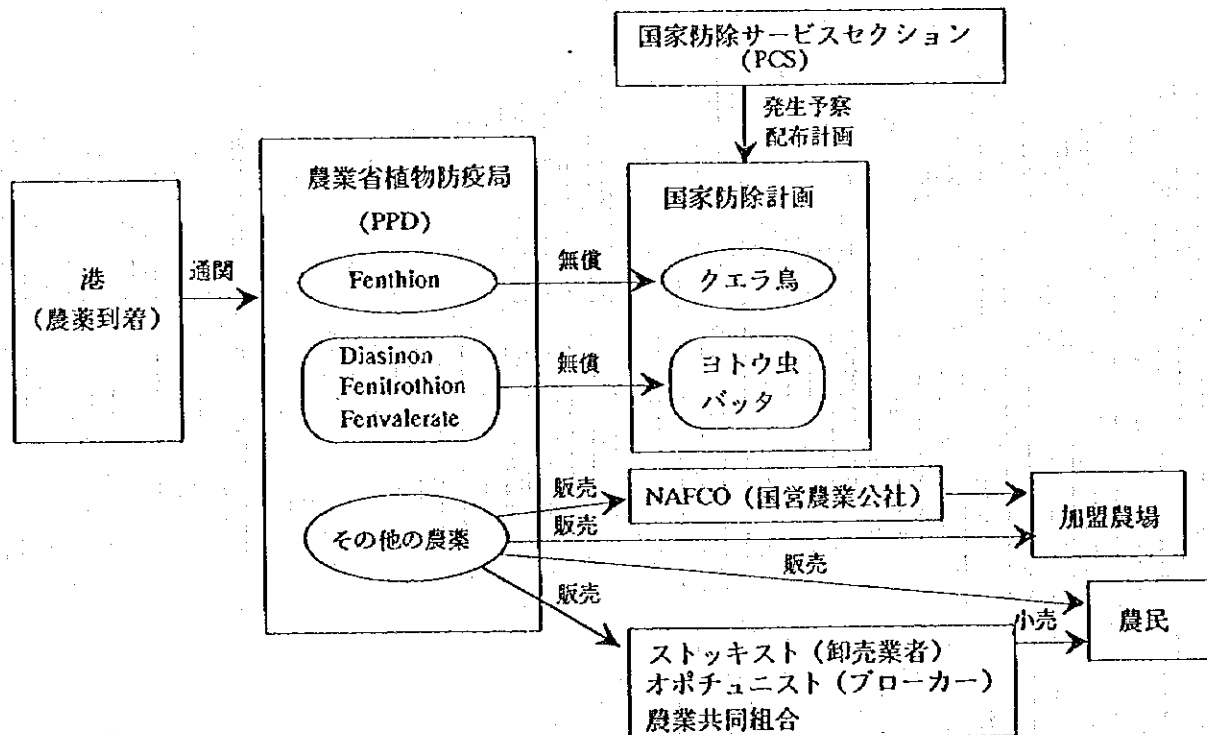 国家防除サービスセクション
(PCS)
発生予察
配布計画
農業省植物防疫局
(PPD)
国家防除計画
港
(農薬到着)
通関
Fenthion
無償
クエラ鳥
Diasinon
Fenitrothion
Fenvalerate
無償
ヨトウ虫
バッタ
その他の農薬
販売
NAFCO (国営農業公社)
加盟農場
販売
販売
農民
販売
小売
ストッキスト (卸売業者)
オポチュニスト (ブローカー)
農業共同組合